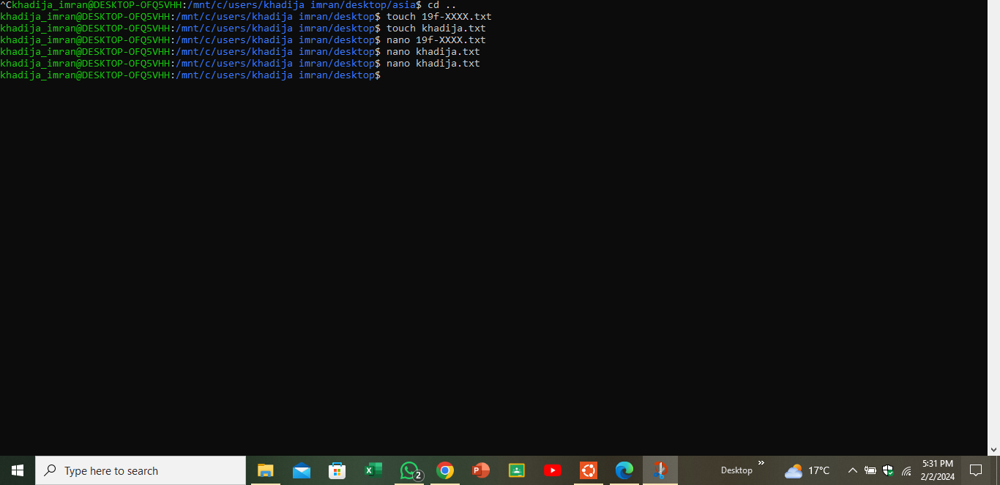 ^Ckhadija_imran@DESKTOP-OFQ5VHH:/mnt/c/users/khadija imran/desktop/asia$ cd ..
khadija_imran@DESKTOP-OFQ5VHH:/mnt/c/users/khadija imran/desktop$ touch 19f-XXXX.txt
khadija_imran@DESKTOP-OFQ5VHH:/mnt/c/users/khadija imran/desktop$ touch khadija.txt
khadija_imran@DESKTOP-OFQ5VHH:/mnt/c/users/khadija imran/desktop$ nano 19f-XXXX.txt
khadija_imran@DESKTOP-OFQ5VHH:/mnt/c/users/khadija imran/desktop$ nano khadija.txt
khadija_imran@DESKTOP-OFQ5VHH:/mnt/c/users/khadija imran/desktop$ nano khadija.txt
khadija_imran@DESKTOP-OFQ5VHH:/mnt/c/users/khadija imran/desktop$
Type here to search
2
Desktop
17°C
5:31 PM
2/2/2024